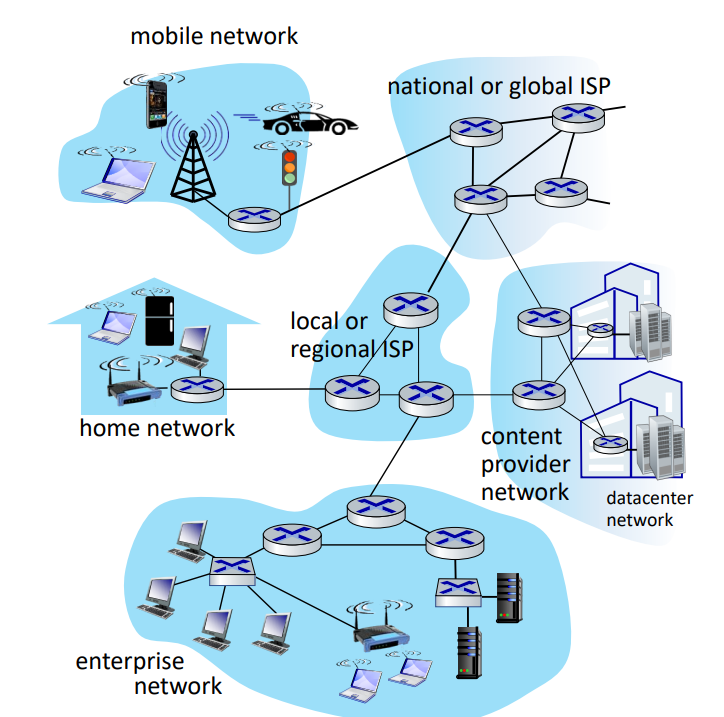 mobile network
national or global ISP
local or
regional ISP
home network
content
provider
network
datacenter
network
enterprise
network